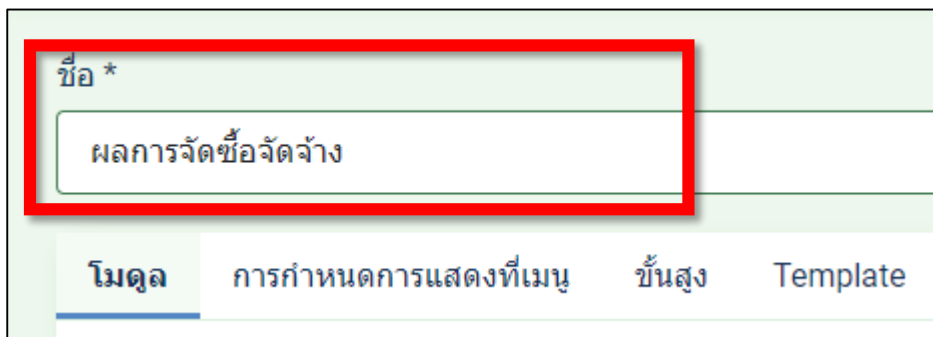 ชื่อ *
ผลการจัดซื้อจัดจ้าง
โมดูล การกำหนดการแสดงที่เมนู ขั้นสูง Template